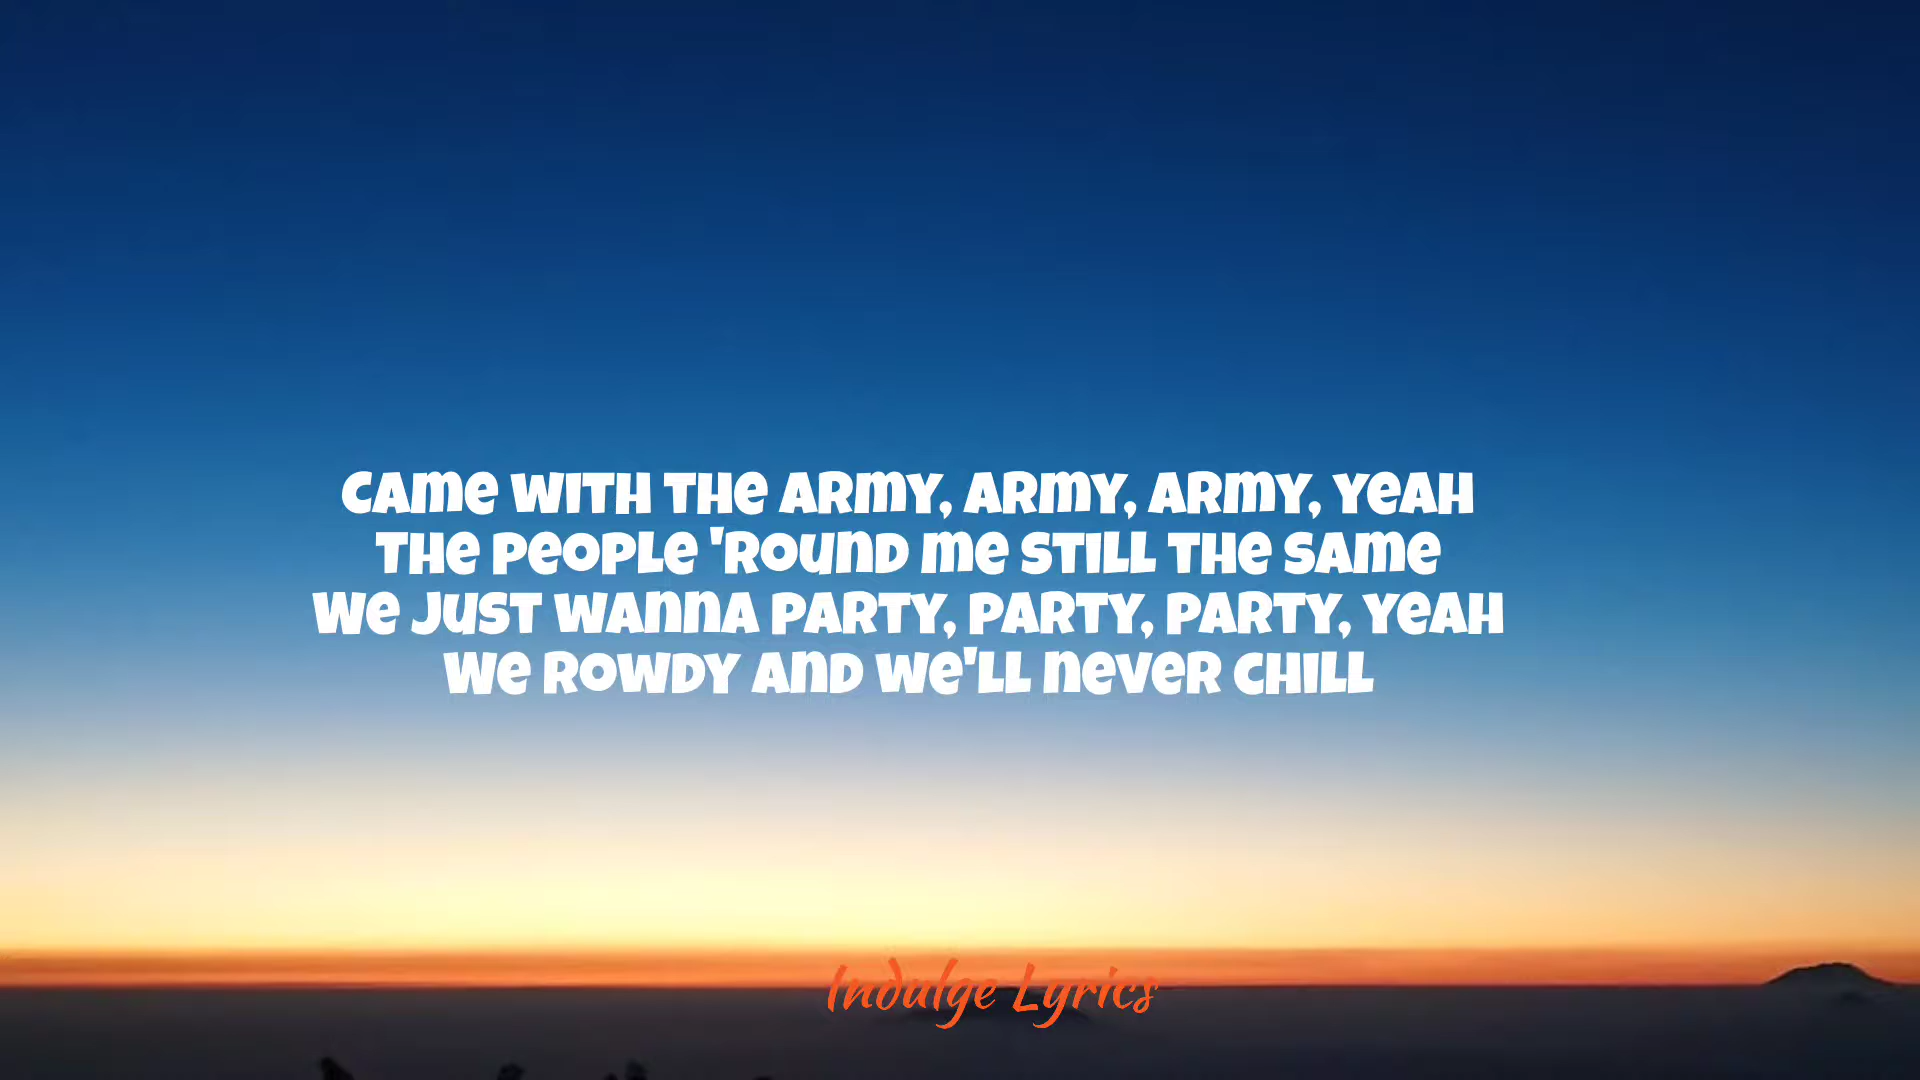 Came with the army, army, army, yeah
The people 'round me still the same
We just wanna party, party, party, yeah
We rowdy and we'll never chill
Indulge Lyrics